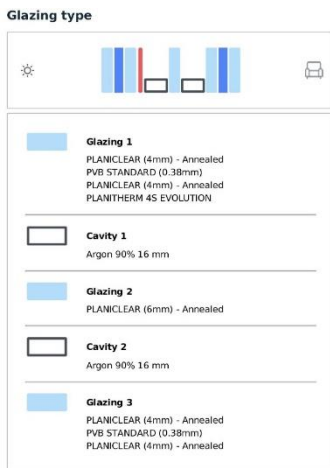 Glazing type
Glazing 1
PLANICLEAR (4mm) - Annealed
PVB STANDARD (0.38mm)
PLANICLEAR (4mm) - Annealed
PLANITHERM 4S EVOLUTION
Cavity 1
Argon 90% 16 mm
Glazing 2
PLANICLEAR (6mm) - Annealed
Cavity 2
Argon 90% 16 mm
Glazing 3
PLANICLEAR (4mm) - Annealed
PVB STANDARD (0.38mm)
PLANICLEAR (4mm) - Annealed